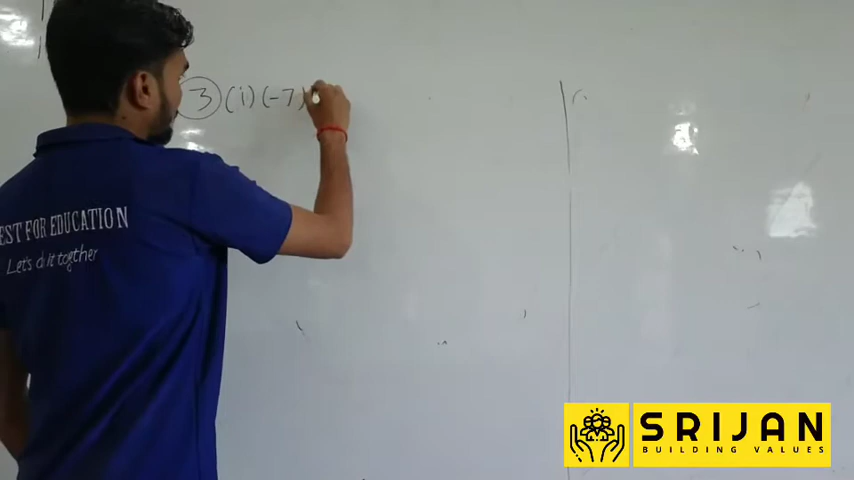 3 (i) (-7)
EST FOR EDUCATION
Let's do it together
SRIJAN
BUILDING VALUES